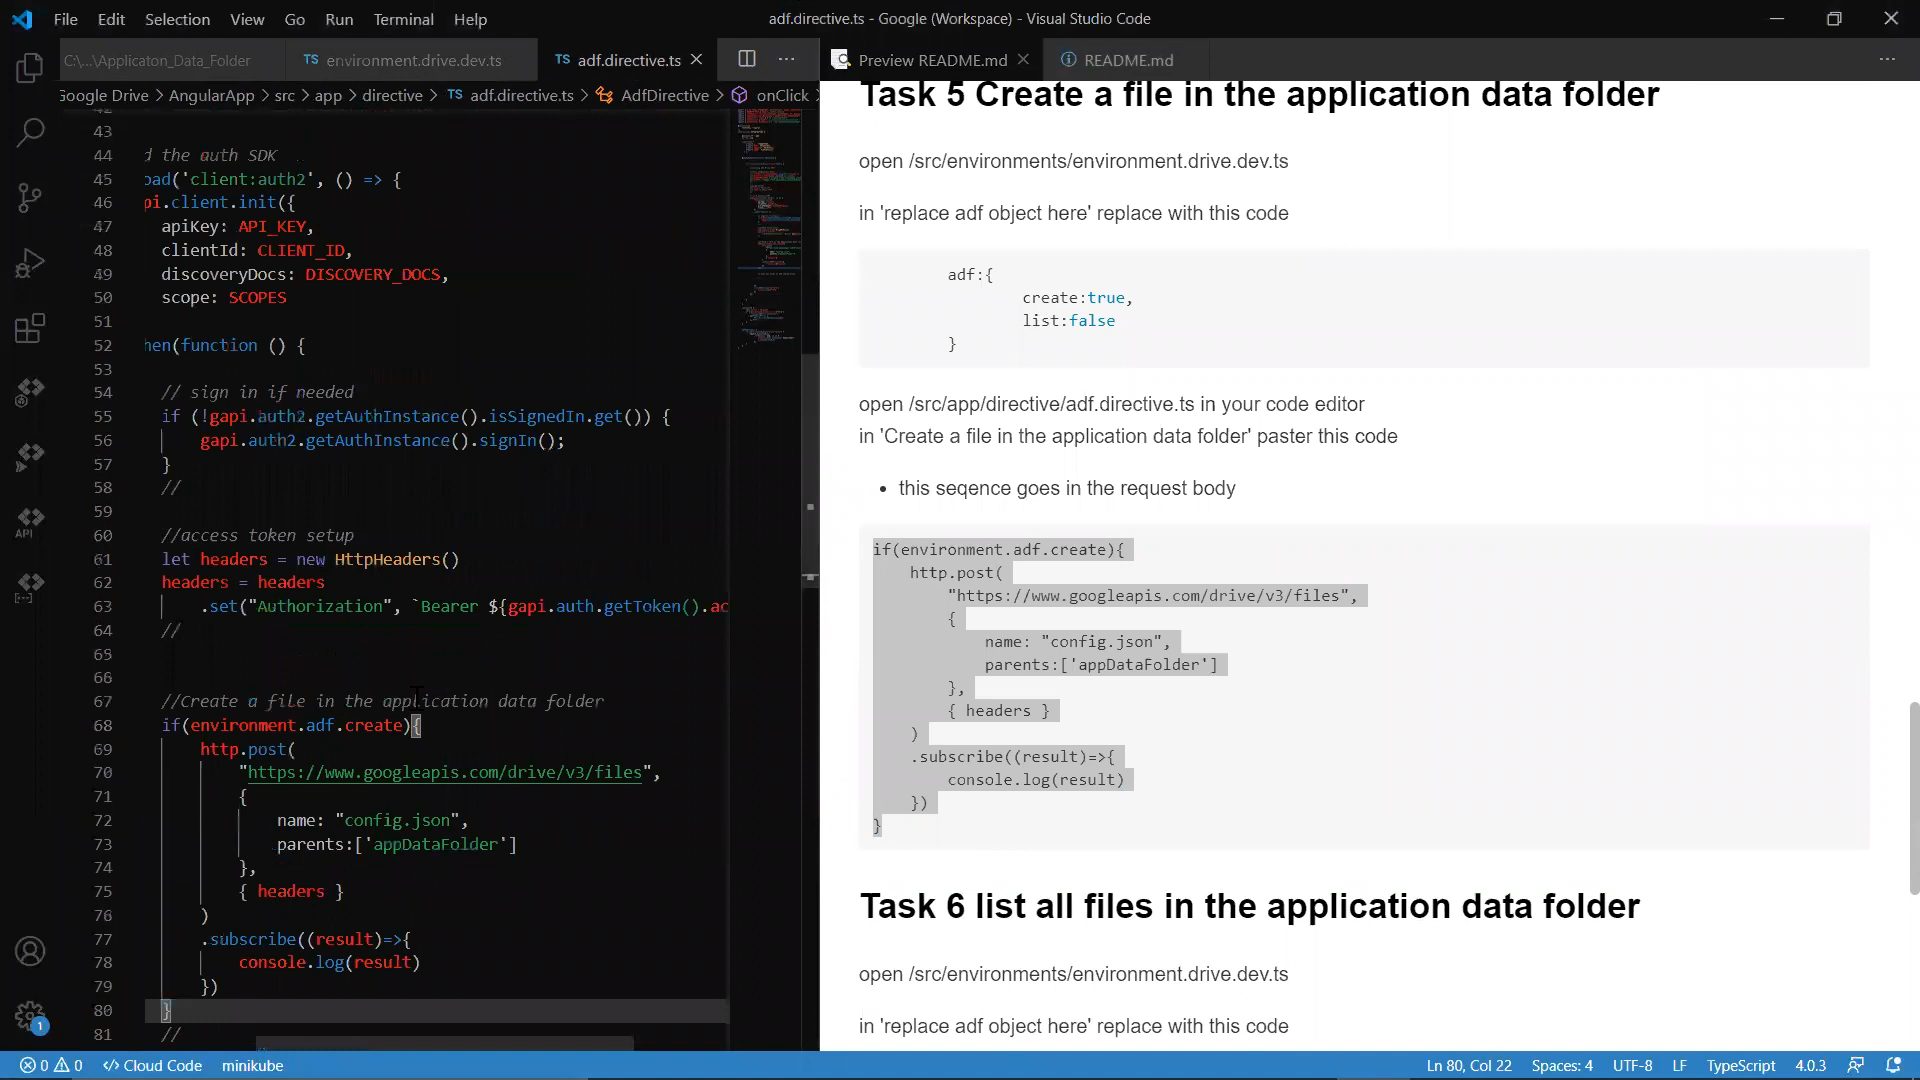 File Edit Selection View Go Run Terminal Help
adf.directive.ts - Google (Workspace) - Visual Studio Code
C:\...\Applicaton_Data_Folder
TS environment.drive.dev.ts
TS adf.directive.ts
Preview README.md
README.md
Google Drive > AngularApp > src > app > directive > TS adf.directive.ts > AdfDirective > onClick
43
44 d the auth SDK
45 oad('client:auth2', () => {
46 pi.client.init({
47 apiKey: API_KEY,
48 clientId: CLIENT_ID,
49 discoveryDocs: DISCOVERY_DOCS,
50 scope: SCOPES
51
52 hen(function () {
53
54 // sign in if needed
55 if (!gapi.auth2.getAuthInstance().isSignedIn.get()) {
56 gapi.auth2.getAuthInstance().signIn();
57 }
58 //
59
60 //access token setup
61 let headers = new HttpHeaders()
62 headers = headers
63 .set("Authorization", `Bearer ${gapi.auth.getToken().ac
64 //
65
66
67 //Create a file in the application data folder
68 if(environment.adf.create){
69 http.post(
70 "https://www.googleapis.com/drive/v3/files",
71 {
72 name: "config.json",
73 parents:['appDataFolder']
74 },
75 { headers }
76 )
77 .subscribe((result)=>{
78 console.log(result)
79 })
80 }
81 //
Task 5 Create a file in the application data folder
open /src/environments/environment.drive.dev.ts
in 'replace adf object here' replace with this code
adf:{
create:true,
list:false
}
open /src/app/directive/adf.directive.ts in your code editor
in 'Create a file in the application data folder' paster this code
• this seqence goes in the request body
if(environment.adf.create){
http.post(
"https://www.googleapis.com/drive/v3/files",
{
name: "config.json",
parents:['appDataFolder']
},
{ headers }
)
.subscribe((result)=>{
console.log(result)
})
}
Task 6 list all files in the application data folder
open /src/environments/environment.drive.dev.ts
in 'replace adf object here' replace with this code
API
1
0 0 Cloud Code minikube
Ln 80, Col 22 Spaces: 4 UTF-8 LF TypeScript 4.0.3